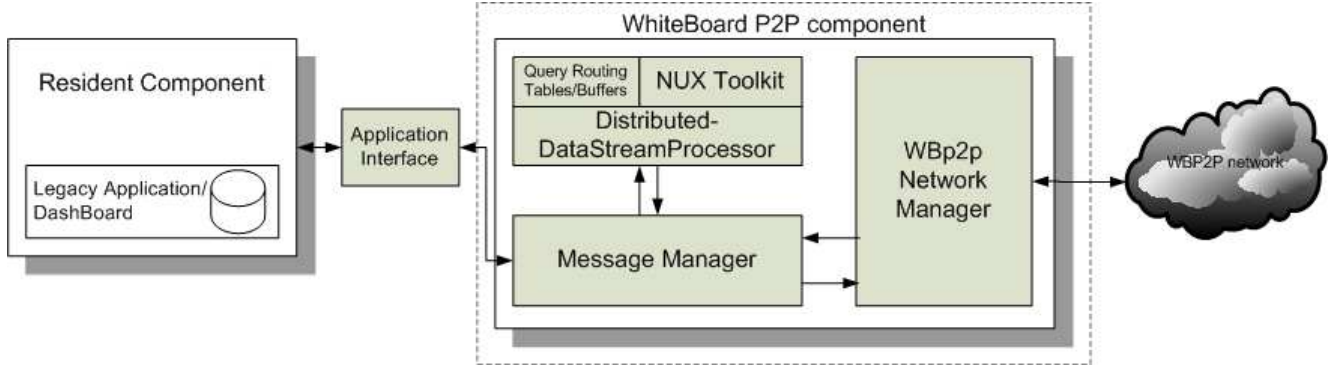 WhiteBoard P2P component
Resident Component
Legacy Application/
DashBoard
Application
Interface
Query Routing
Tables/Buffers
NUX Toolkit
Distributed-
DataStreamProcessor
Message Manager
WBp2p
Network
Manager
WBP2P network